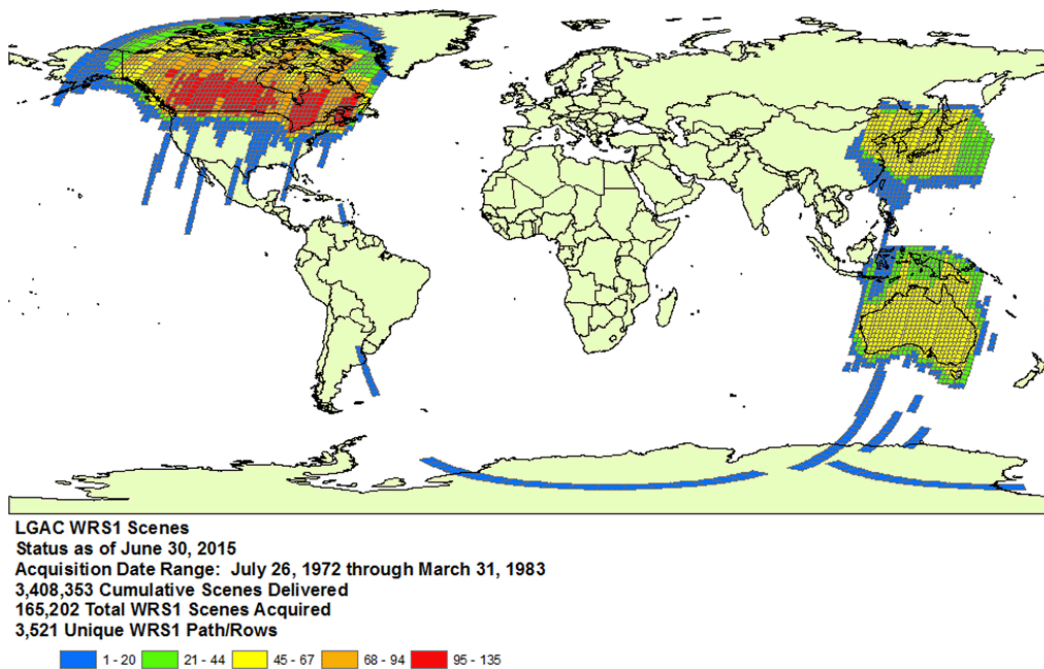 LGAC WRS1 Scenes
Status as of June 30, 2015
Acquisition Date Range: July 26, 1972 through March 31, 1983
3,408,353 Cumulative Scenes Delivered
165,202 Total WRS1 Scenes Acquired
3,521 Unique WRS1 Path/Rows
1 - 20 21 - 44 45 - 67 68 - 94 95 - 135